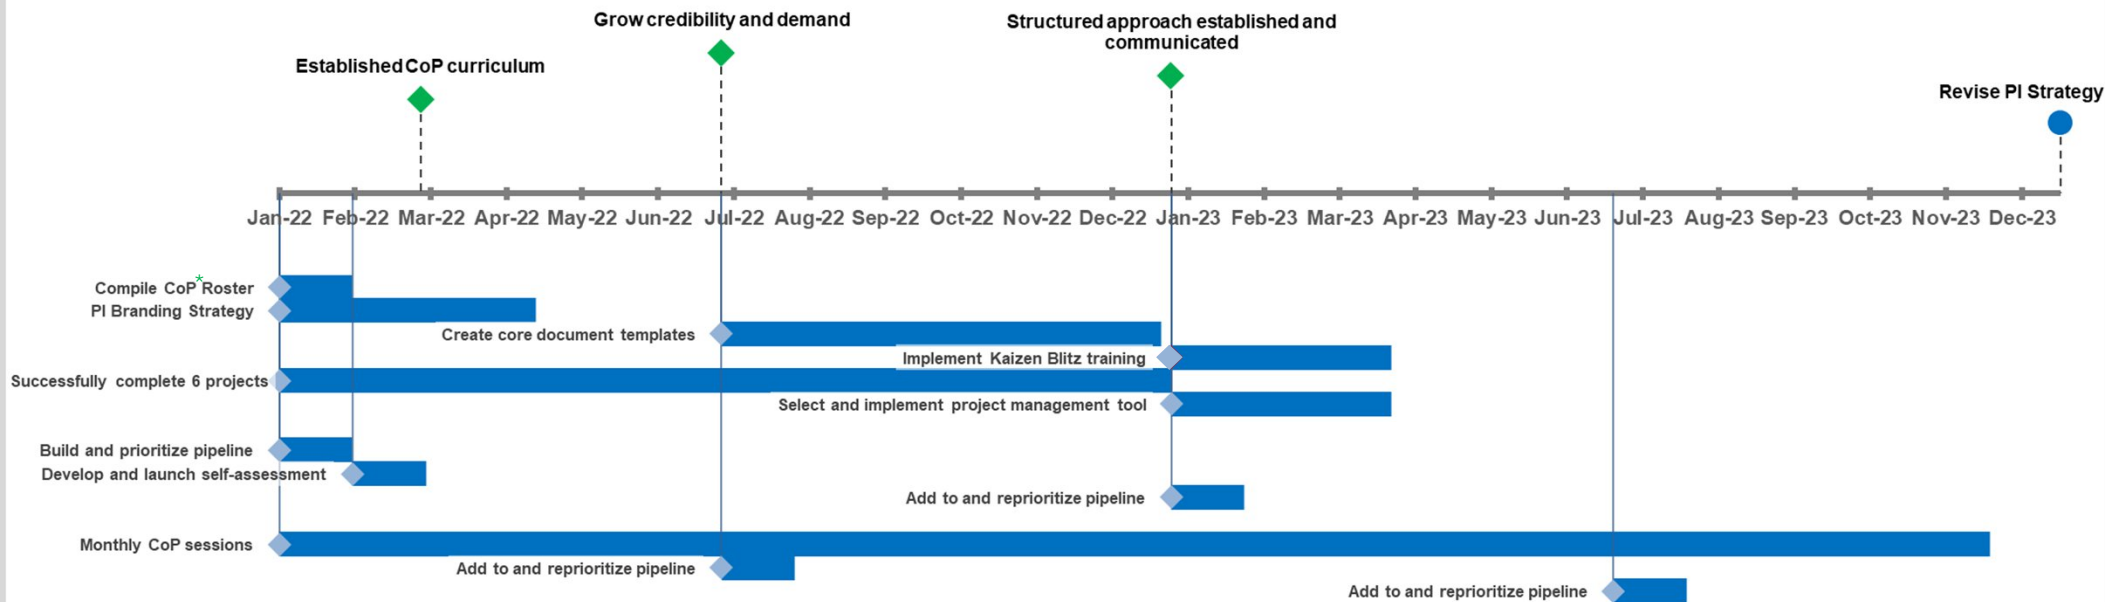 Grow credibility and demand
Structured approach established and
communicated
Established CoP curriculum
Revise PI Strategy
Jan-22 Feb-22 Mar-22 Apr-22 May-22 Jun-22 Jul-22 Aug-22 Sep-22 Oct-22 Nov-22 Dec-22 Jan-23 Feb-23 Mar-23 Apr-23 May-23 Jun-23 Jul-23 Aug-23 Sep-23 Oct-23 Nov-23 Dec-23
Compile CoP* Roster
PI Branding Strategy
Create core document templates
Implement Kaizen Blitz training
Successfully complete 6 projects
Select and implement project management tool
Build and prioritize pipeline
Develop and launch self-assessment
Add to and reprioritize pipeline
Monthly CoP sessions
Add to and reprioritize pipeline
Add to and reprioritize pipeline